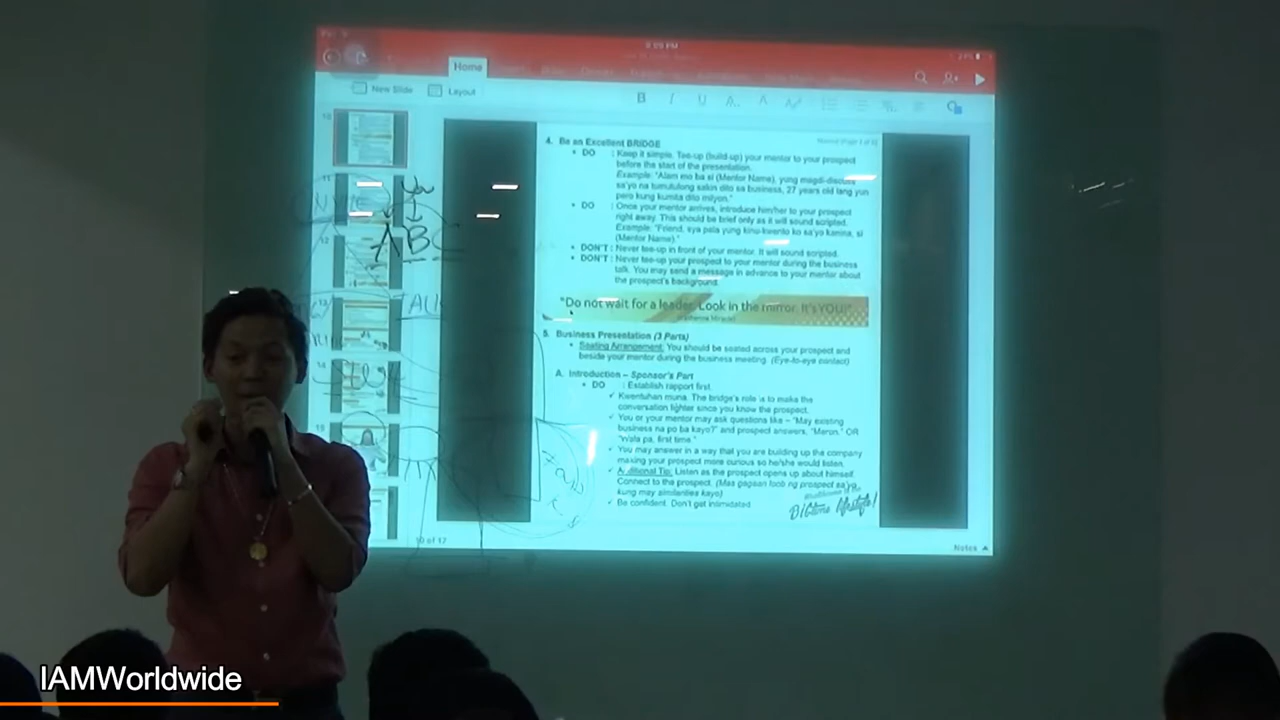 Home
New Slide
Layout
B I U
4. Be an Excellent BRIDGE
• DO : Keep it simple. Tee-up (build-up) your mentor to your prospect
before the start of the presentation.
Example: "Alam mo ba si (Mentor Name), yung magdi-discuss
sa'yo na tumutulong sakin dito sa business, 27 years old lang yun
pero kung kumita dito milyon."
• DO : Once your mentor arrives, introduce him/her to your prospect
right away. This should be brief only as it will sound scripted.
Example: "Friend, sya pala yung kinu-kwento ko sa'yo kanina, si
(Mentor Name)."
• DON'T : Never tee-up in front of your mentor. It will sound scripted.
• DON'T : Never tee-up your prospect to your mentor during the business
talk. You may send a message in advance to your mentor about
the prospect's background.
"Do not wait for a leader. Look in the mirror. It's YOU!"
5. Business Presentation (3 Parts)
• Seating Arrangement: You should be seated across your prospect and
beside your mentor during the business meeting. (Eye-to-eye contact)
A. Introduction – Sponsor's Part
• DO : Establish rapport first.
✓ Kwentuhan muna. The bridge's role is to make the
conversation lighter since you know the prospect.
✓ You or your mentor may ask questions like – "May existing
business na po ba kayo?" and prospect answers, "Meron." OR
"Wala pa, first time."
✓ You may answer in a way that you are building up the company
making your prospect more curious so he/she would listen.
✓ Additional Tip: Listen as the prospect opens up about himself.
Connect to the prospect. (Mas gagaan loob ng prospect sa'yo
kung may similarities kayo)
✓ Be confident. Don't get intimidated
You
I
ABC
TALK
10 of 17
Notes
IAMWorldwide